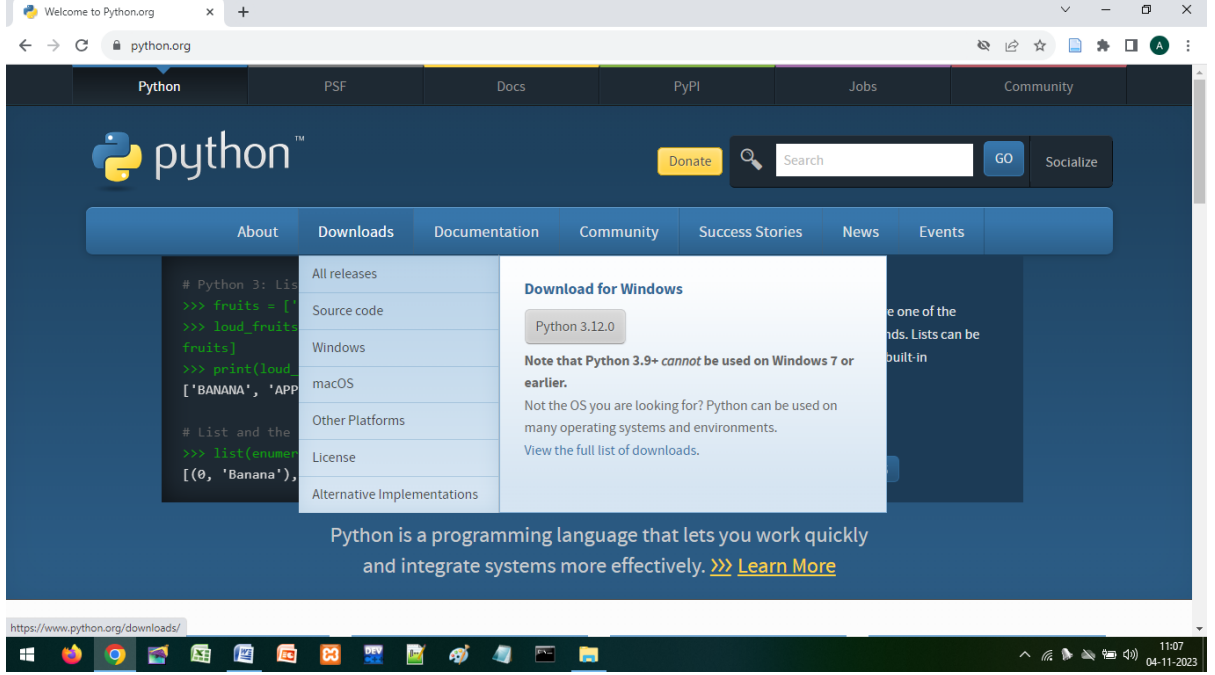 Welcome to Python.org
python.org
A
Python PSF Docs PyPI Jobs Community
python™
Donate Search GO Socialize
About Downloads Documentation Community Success Stories News Events
# Python 3: Lis
>>> fruits = ['
>>> loud_fruits
fruits]
>>> print(loud_
['BANANA', 'APP
# List and the
>>> list(enumer
[(0, 'Banana'),
All releases
Source code
Windows
macOS
Other Platforms
License
Alternative Implementations
Download for Windows
Python 3.12.0
Note that Python 3.9+ cannot be used on Windows 7 or
earlier.
Not the OS you are looking for? Python can be used on
many operating systems and environments.
View the full list of downloads.
e one of the
nds. Lists can be
built-in
Python is a programming language that lets you work quickly
and integrate systems more effectively. >>> Learn More
https://www.python.org/downloads/
DEV
11:07
04-11-2023